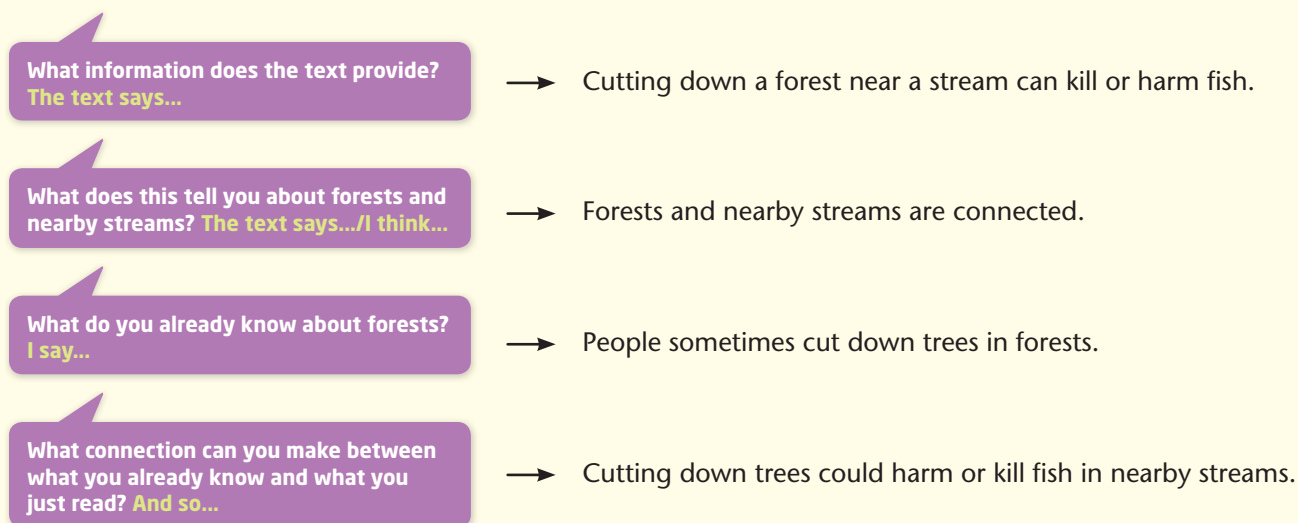 What information does the text provide?
The text says...
Cutting down a forest near a stream can kill or harm fish.
What does this tell you about forests and
nearby streams? The text says.../I think...
Forests and nearby streams are connected.
What do you already know about forests?
I say...
People sometimes cut down trees in forests.
What connection can you make between
what you already know and what you
just read? And so...
Cutting down trees could harm or kill fish in nearby streams.